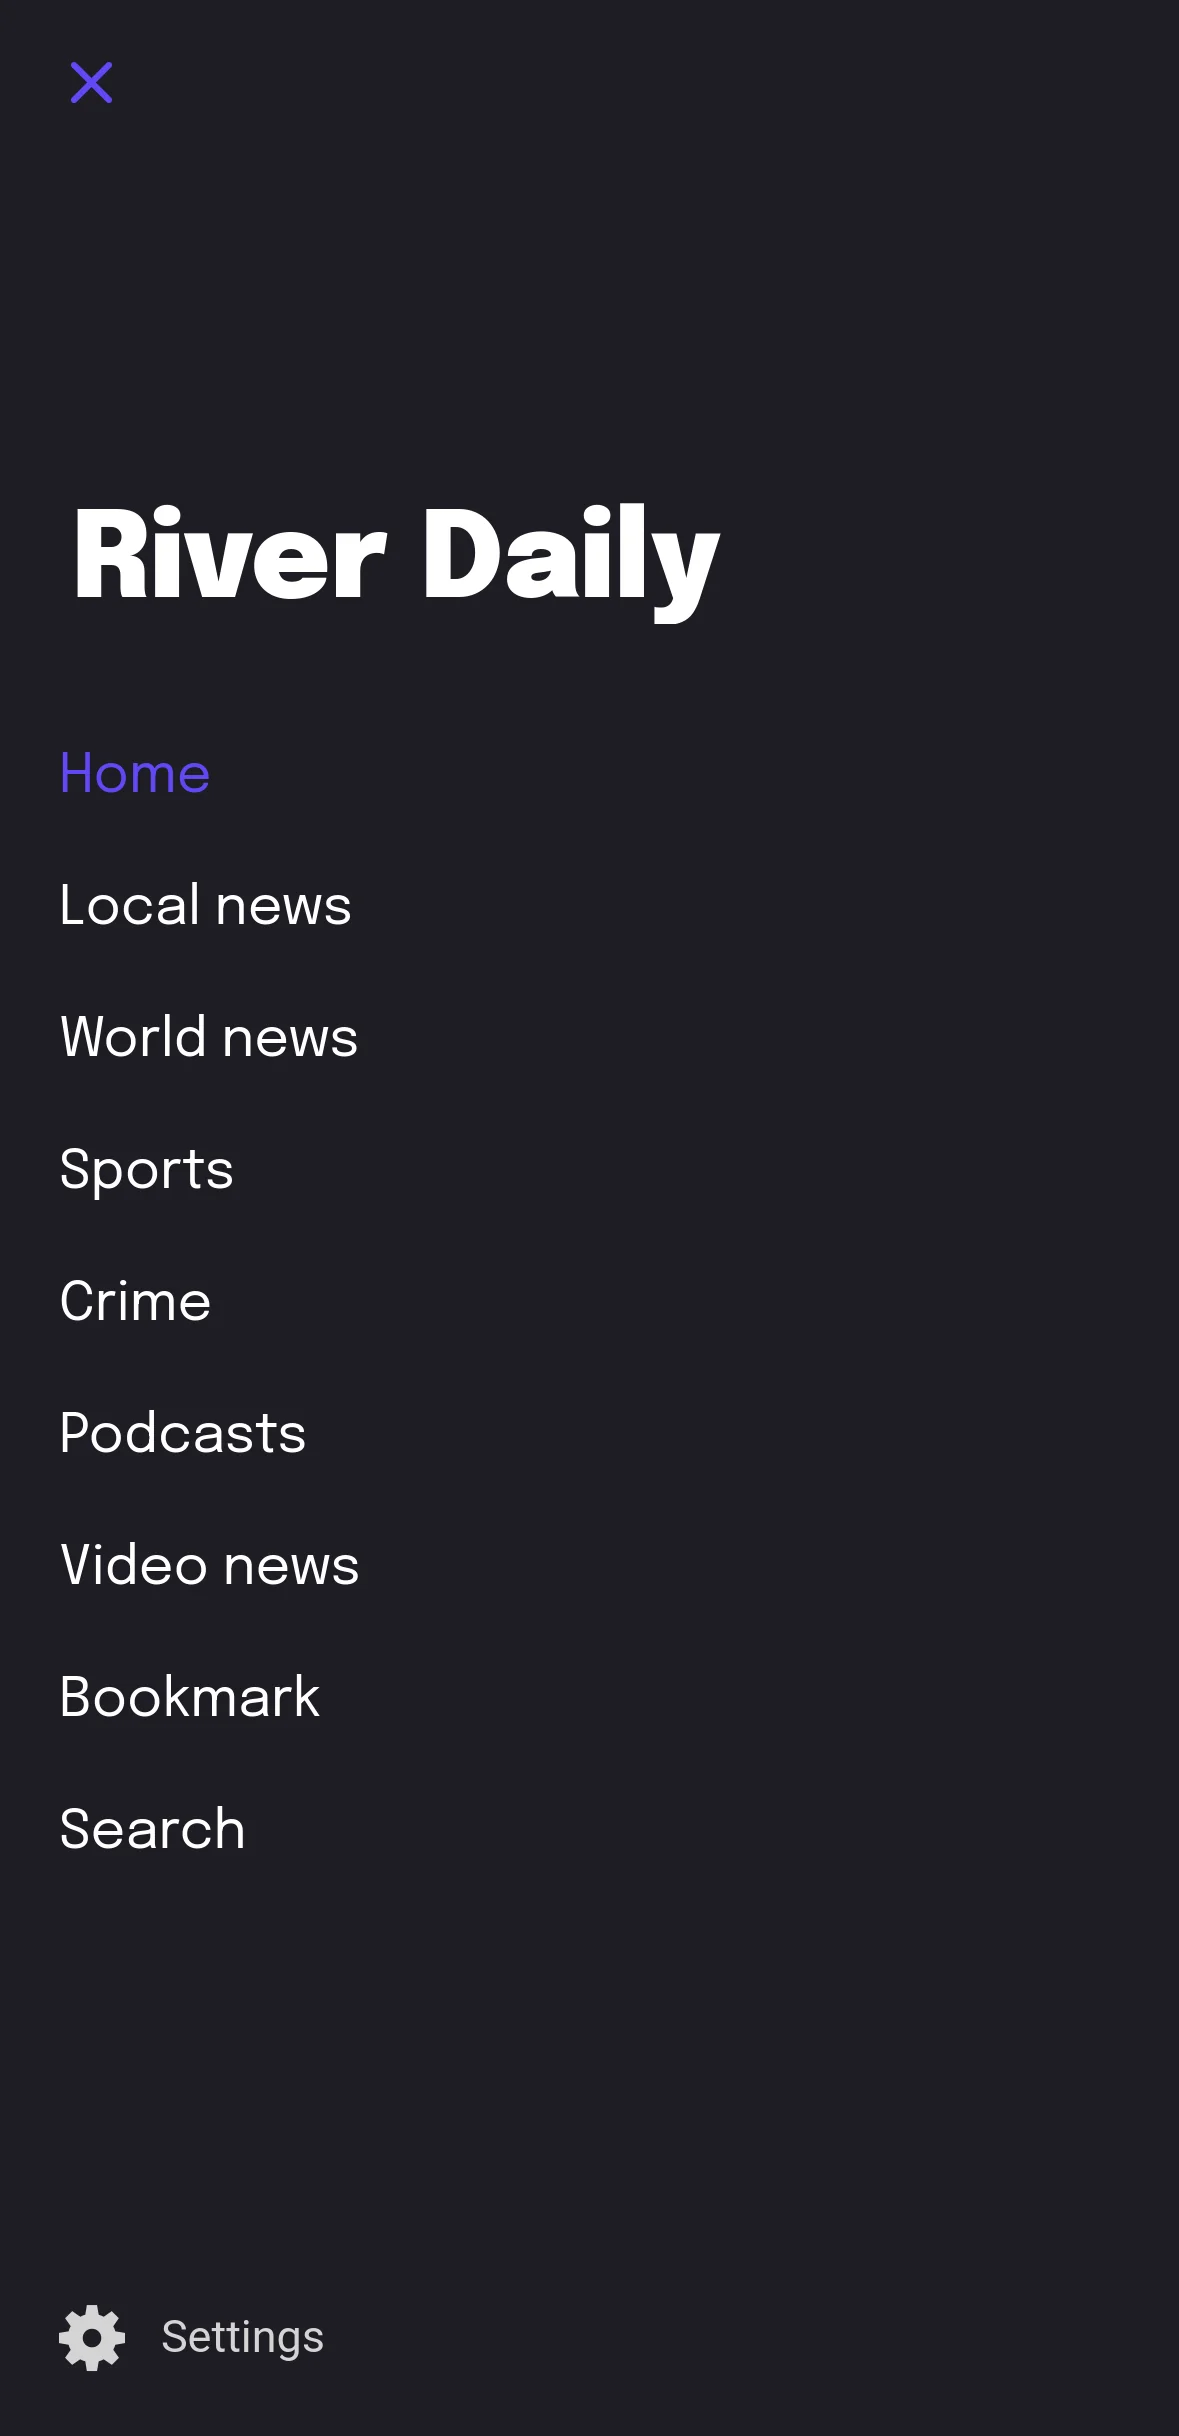 River Daily
Home
Local news
World news
Sports
Crime
Podcasts
Video news
Bookmark
Search
Settings